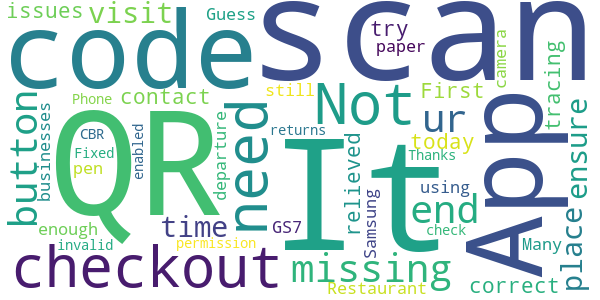 issues
visit
Guess
scan
code
try
paper
camera
tracing
Phone
contact
still
First
Not
button
businesses
CBR
Fixed
pen
enabled
QR
departure
need
returns
relieved
It
ur
today
Thanks
App
ensure
using
Samsung
end
check
place
enough
invalid
time
permission
GS7
checkout
missing
Restaurant
Many
correct